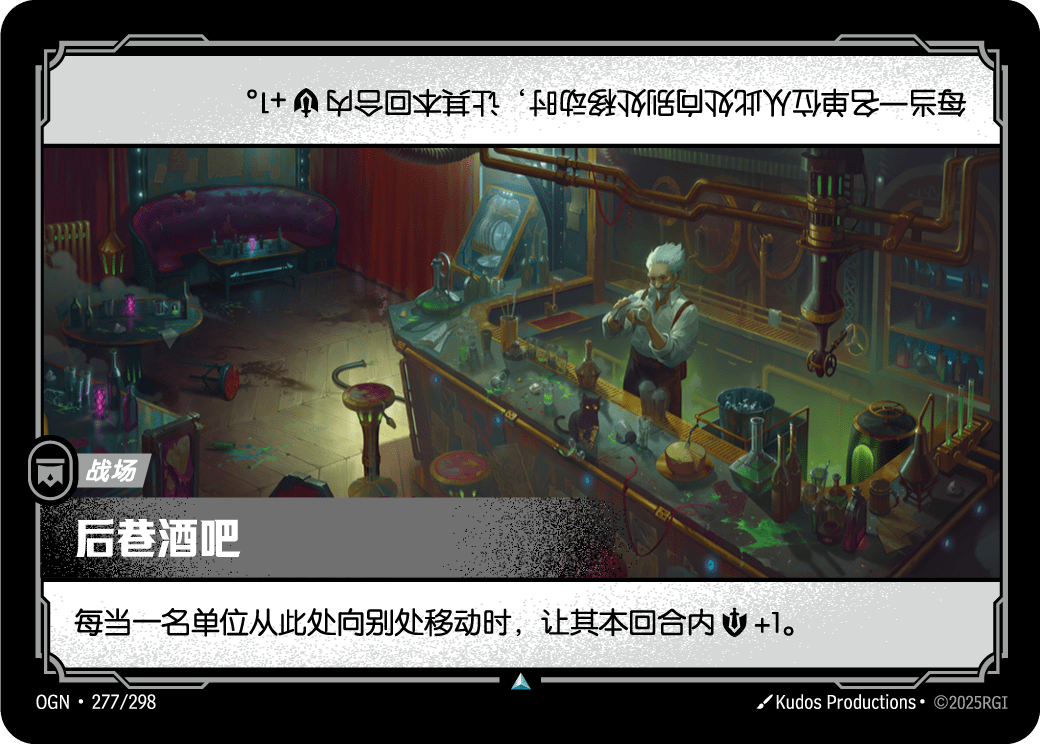 每当一名单位从此处向别处移动时，让其本回合内 +1。
战场
后巷酒吧
每当一名单位从此处向别处移动时，让其本回合内 +1。
OGN • 277/298
Kudos Productions • ©2025RGI